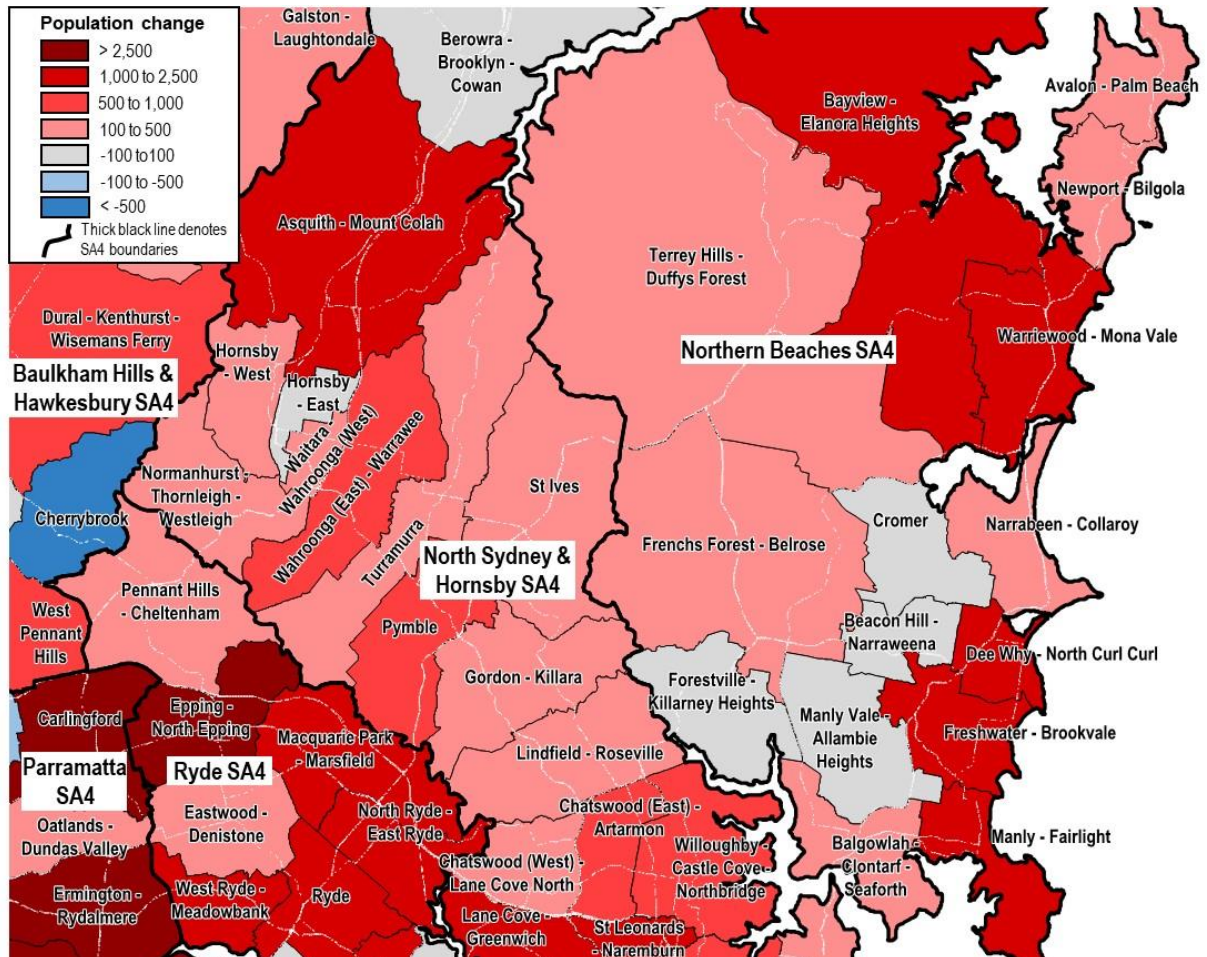 Population change
> 2,500
1,000 to 2,500
500 to 1,000
100 to 500
-100 to100
-100 to -500
< -500
Thick black line denotes
SA4 boundaries
Galston -
Laughtondale
Berowra -
Brooklyn -
Cowan
Bayview -
Elanora Heights
Avalon - Palm Beach
Newport - Bilgola
Asquith - Mount Colah
Terrey Hills -
Duffys Forest
Dural - Kenthurst -
Wisemans Ferry
Hornsby
- West
Northern Beaches SA4
Warriewood - Mona Vale
Baulkham Hills &
Hawkesbury SA4
Hornsby
- East
Waitara -
Wahroonga (West)
Wahroonga (East) - Warrawee
Normanhurst -
Thornleigh -
Westleigh
St Ives
Cherrybrook
Cromer
Narrabeen - Collaroy
Turramurra
North Sydney &
Hornsby SA4
Frenchs Forest - Belrose
Pennant Hills
- Cheltenham
West
Pennant
Hills
Pymble
Beacon Hill -
Narraweena
Dee Why - North Curl Curl
Gordon - Killara
Forestville -
Killarney Heights
Manly Vale -
Allambie
Heights
Freshwater - Brookvale
Carlingford
Epping -
North Epping
Macquarie Park
- Marsfield
Lindfield - Roseville
Parramatta
SA4
Ryde SA4
Oatlands -
Dundas Valley
Eastwood -
Denistone
North Ryde -
East Ryde
Chatswood (East) -
Artarmon
Willoughby -
Castle Cove -
Northbridge
Balgowlah -
Clontarf -
Seaforth
Manly - Fairlight
Chatswood (West) -
Lane Cove North
Ermington -
Rydalmere
West Ryde -
Meadowbank
Ryde
Lane Cove -
Greenwich
St Leonards
- Naremburn